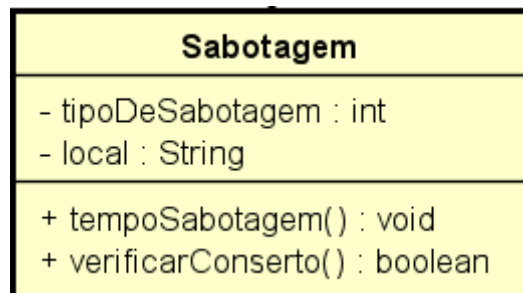 Sabotagem
- tipoDeSabotagem : int
- local : String
+ tempoSabotagem() : void
+ verificarConserto() : boolean